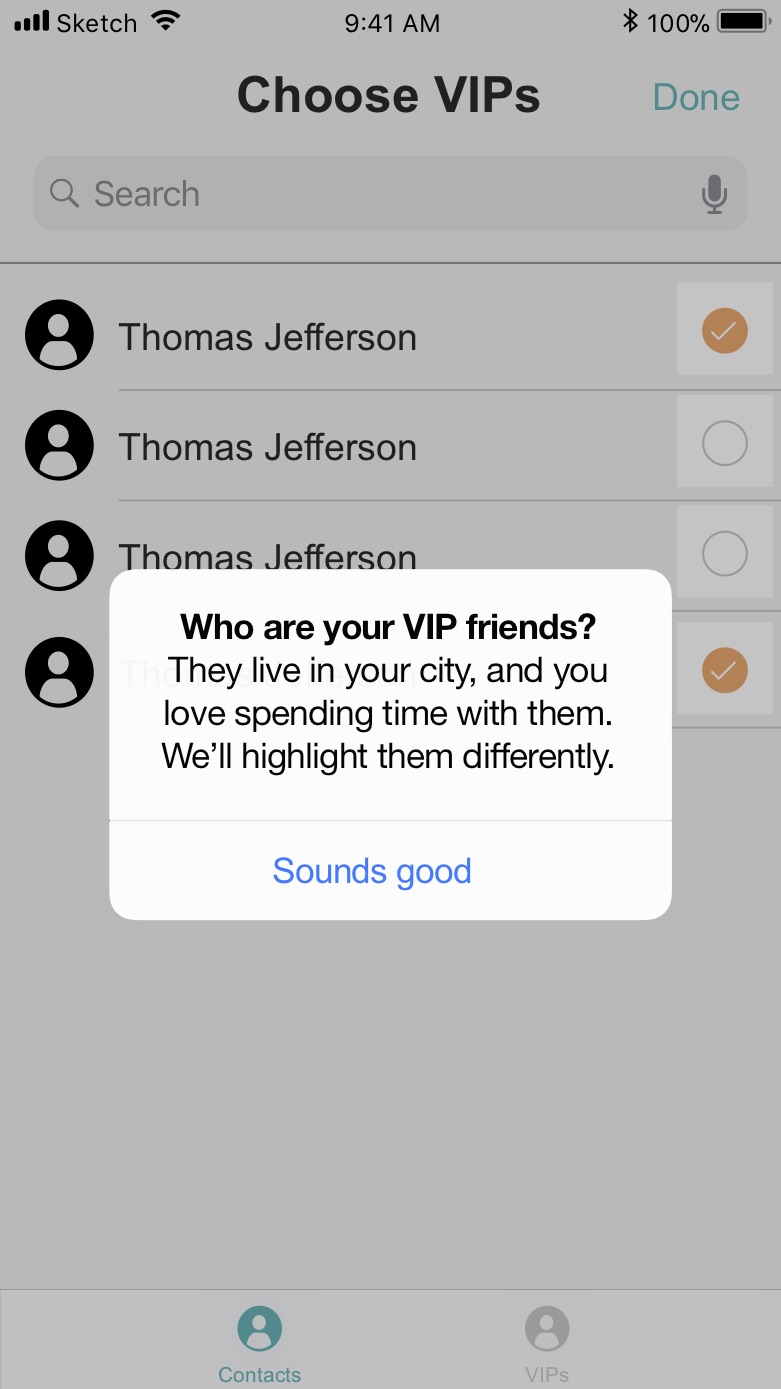 Sketch 9:41 AM 100%
Choose VIPs Done
Search
Thomas Jefferson
Thomas Jefferson
Thomas Jefferson
Who are your VIP friends?
They live in your city, and you
love spending time with them.
We’ll highlight them differently.
Sounds good
Contacts VIPs